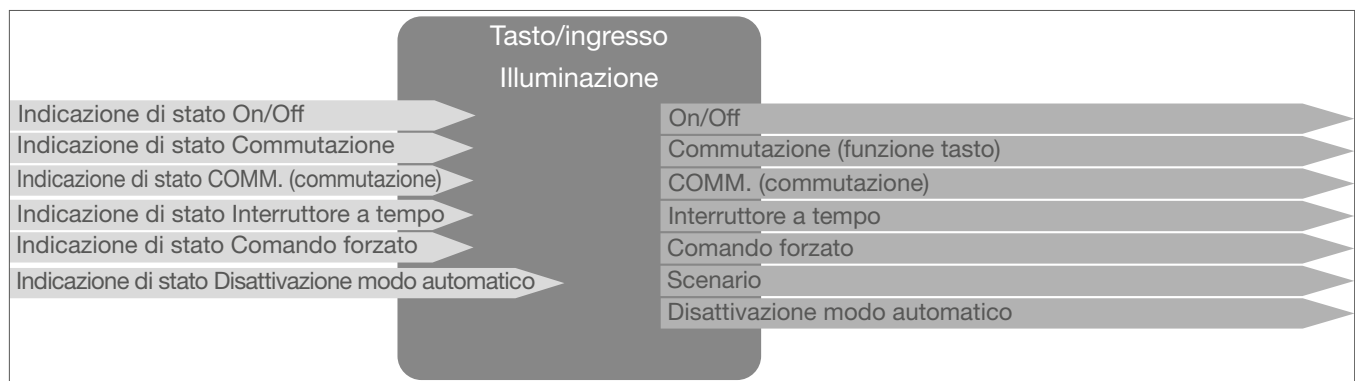 Tasto/ingresso
Illuminazione
Indicazione di stato On/Off
Indicazione di stato Commutazione
Indicazione di stato COMM. (commutazione)
Indicazione di stato Interruttore a tempo
Indicazione di stato Comando forzato
Indicazione di stato Disattivazione modo automatico
On/Off
Commutazione (funzione tasto)
COMM. (commutazione)
Interruttore a tempo
Comando forzato
Scenario
Disattivazione modo automatico